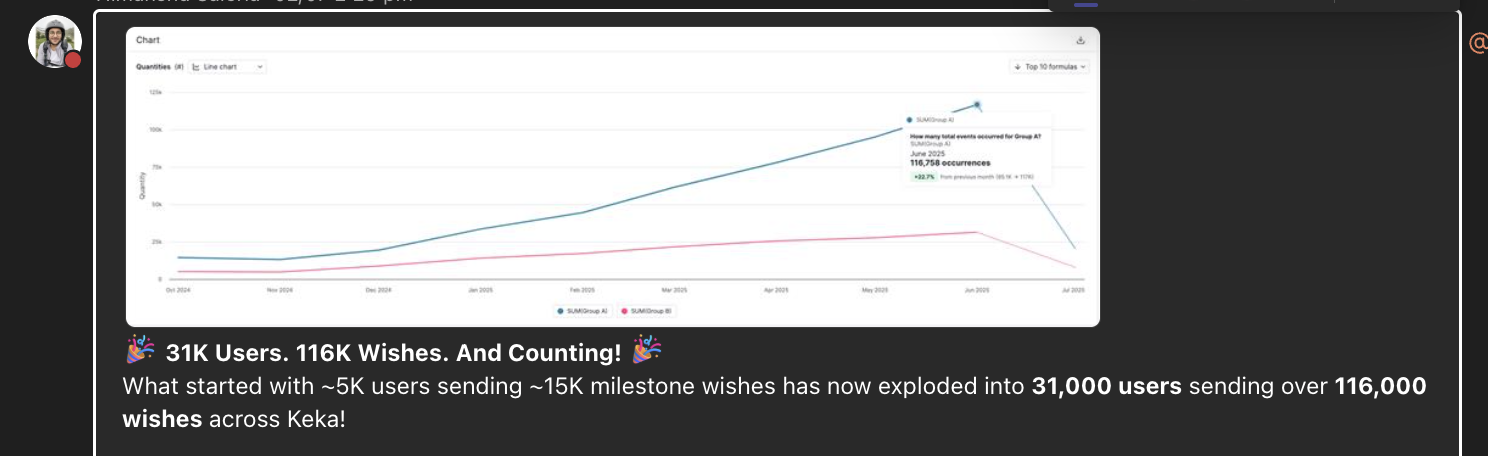 Chart
Quantities (#) Line chart
Top 10 formulas
125k
100k
75k
50k
25k
0
Quantity
SUM(Group A)
How many total events occurred for Group A?
SUM(Group A)
June 2025
116,758 occurrences
+22.7% from previous month
Oct 2024 Nov 2024 Dec 2024 Jan 2025 Feb 2025 Mar 2025 Apr 2025 May 2025 Jun 2025 Jul 2025
SUM(Group A) SUM(Group B)
🎉 31K Users. 116K Wishes. And Counting! 🎉
What started with ~5K users sending ~15K milestone wishes has now exploded into 31,000 users sending over 116,000
wishes across Keka!
@